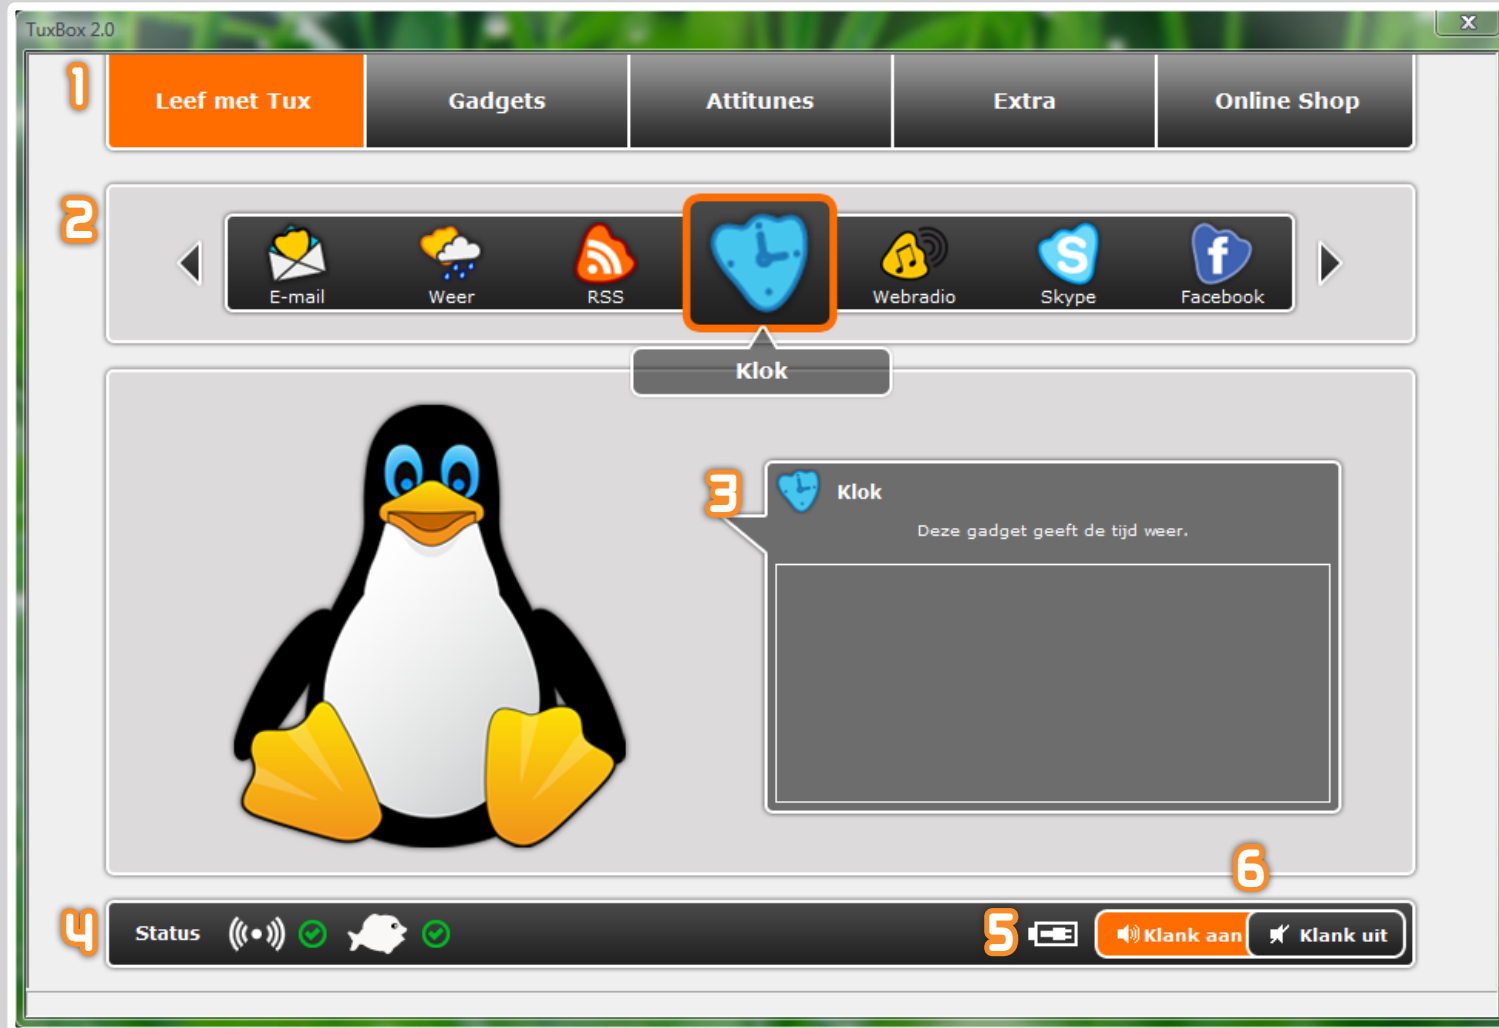 TuxBox 2.0
X
1
Leef met Tux
Gadgets
Attitunes
Extra
Online Shop
2
E-mail
Weer
RSS
Webradio
Skype
Facebook
Klok
3
Klok
Deze gadget geeft de tijd weer.
6
4
Status
5
Klank aan
Klank uit